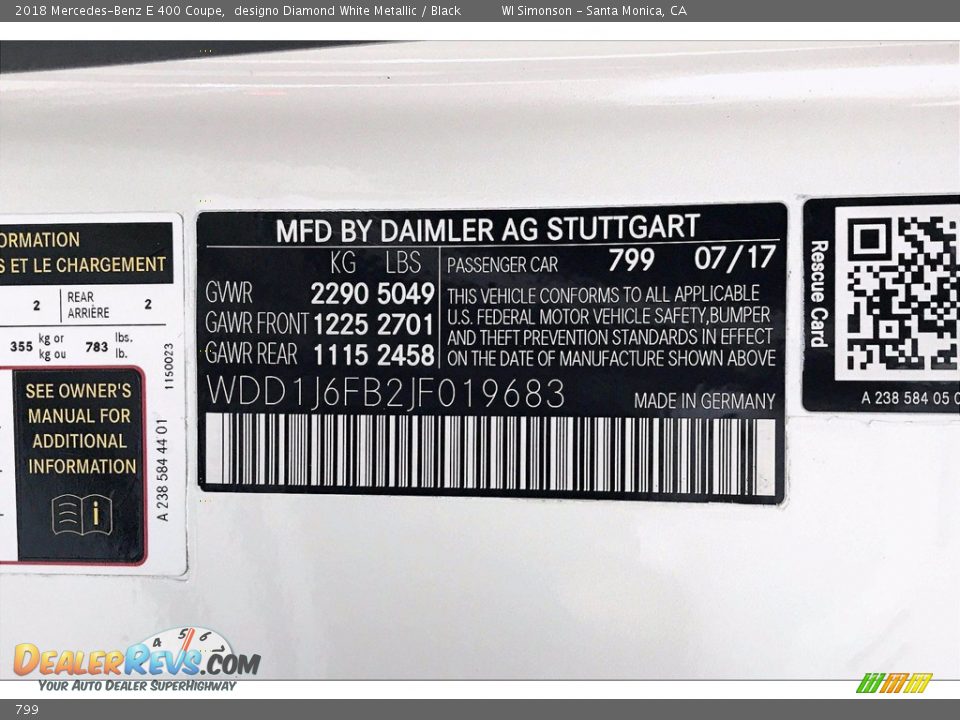 2018 Mercedes-Benz E 400 Coupe,  designo Diamond White Metallic / Black  WI Simonson - Santa Monica, CA
ORMATION
S ET LE CHARGEMENT
2 REAR ARRIÈRE 2
355 kg or kg ou 783 lbs. lb.
1150023
SEE OWNER'S
MANUAL FOR
ADDITIONAL
INFORMATION
i
A 238 584 44 01
MFD BY DAIMLER AG STUTTGART
KG LBS
GVWR 2290 5049
GAWR FRONT 1225 2701
GAWR REAR 1115 2458
PASSENGER CAR 799 07/17
THIS VEHICLE CONFORMS TO ALL APPLICABLE
U.S. FEDERAL MOTOR VEHICLE SAFETY,BUMPER
AND THEFT PREVENTION STANDARDS IN EFFECT
ON THE DATE OF MANUFACTURE SHOWN ABOVE
WDD1J6FB2JF019683
MADE IN GERMANY
Rescue Card
A 238 584 05 0
4 5 6 7
DEALERREVS.COM
YOUR AUTO DEALER SUPERHIGHWAY
799